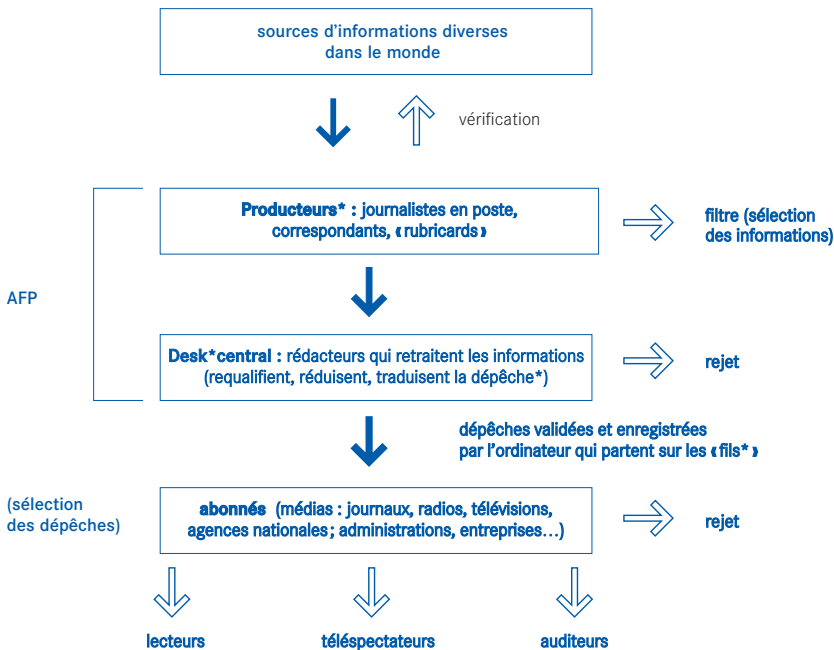 sources d’informations diverses
dans le monde
vérification
Producteurs* : journalistes en poste,
correspondants, « rubricards »
filtre (sélection
des informations)
AFP
Desk*central : rédacteurs qui retraitent les informations
(requalifient, réduisent, traduisent la dépêche*)
rejet
dépêches validées et enregistrées
par l’ordinateur qui partent sur les « fils* »
(sélection
des dépêches)
abonnés (médias : journaux, radios, télévisions,
agences nationales ; administrations, entreprises…)
rejet
lecteurs
téléspectateurs
auditeurs